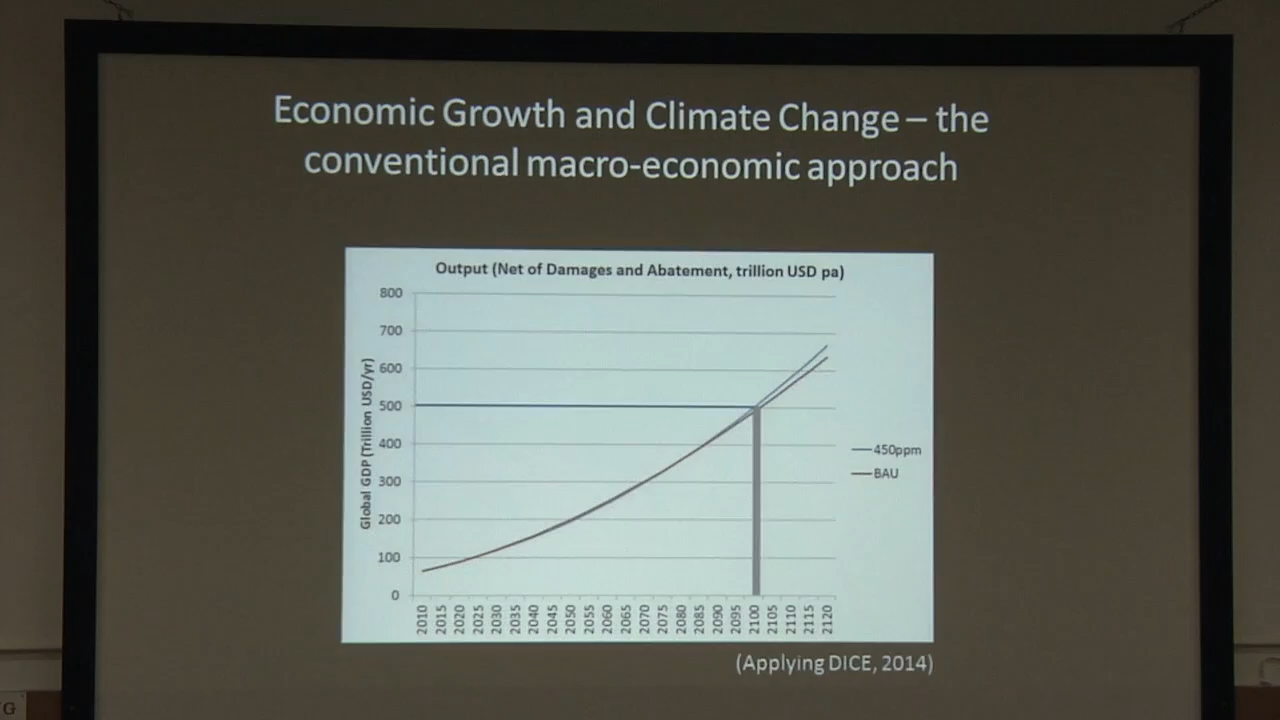 Economic Growth and Climate Change – the
conventional macro-economic approach
Output (Net of Damages and Abatement, trillion USD pa)
Global GDP (Trillion USD/yr)
800
700
600
500
400
300
200
100
0
2010 2015 2020 2025 2030 2035 2040 2045 2050 2055 2060 2065 2070 2075 2080 2085 2090 2095 2100 2105 2110 2115 2120
450ppm
BAU
(Applying DICE, 2014)
G